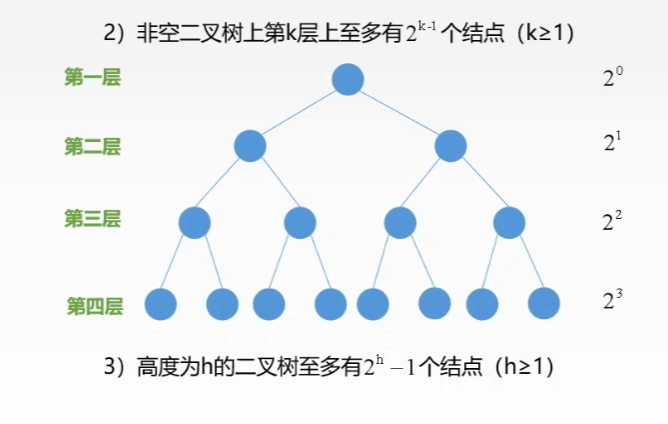 2）非空二叉树上第k层上至多有2^{k-1}个结点（k≥1）
第一层 2^0
第二层 2^1
第三层 2^2
第四层 2^3
3）高度为h的二叉树至多有2^h −1个结点（h≥1）